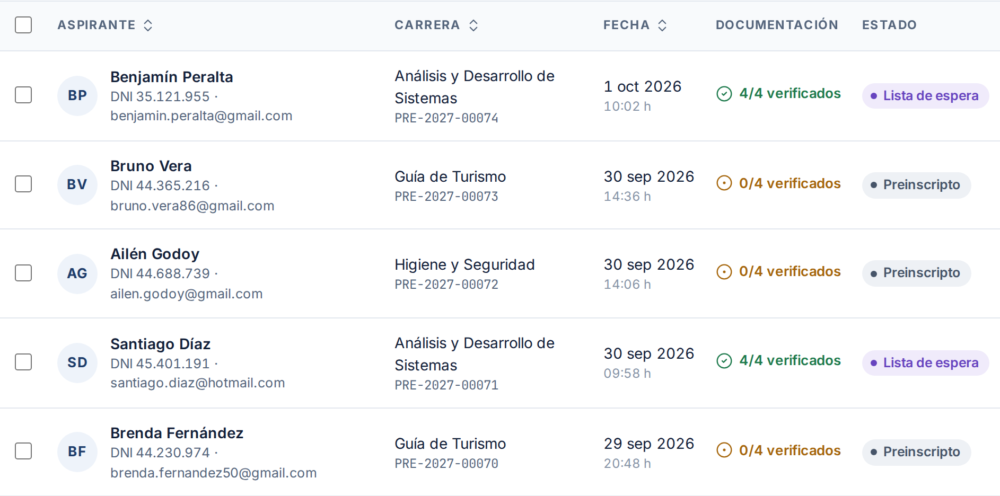 ASPIRANTE CARRERA FECHA DOCUMENTACIÓN ESTADO
BP
Benjamín Peralta
DNI 35.121.955 ·
benjamin.peralta@gmail.com
Análisis y Desarrollo de
Sistemas
PRE-2027-00074
1 oct 2026
10:02 h
4/4 verificados
Lista de espera
BV
Bruno Vera
DNI 44.365.216 ·
bruno.vera86@gmail.com
Guía de Turismo
PRE-2027-00073
30 sep 2026
14:36 h
0/4 verificados
Preinscripto
AG
Ailén Godoy
DNI 44.688.739 ·
ailen.godoy@gmail.com
Higiene y Seguridad
PRE-2027-00072
30 sep 2026
14:06 h
0/4 verificados
Preinscripto
SD
Santiago Díaz
DNI 45.401.191 ·
santiago.diaz@hotmail.com
Análisis y Desarrollo de
Sistemas
PRE-2027-00071
30 sep 2026
09:58 h
4/4 verificados
Lista de espera
BF
Brenda Fernández
DNI 44.230.974 ·
brenda.fernandez50@gmail.com
Guía de Turismo
PRE-2027-00070
29 sep 2026
20:48 h
0/4 verificados
Preinscripto